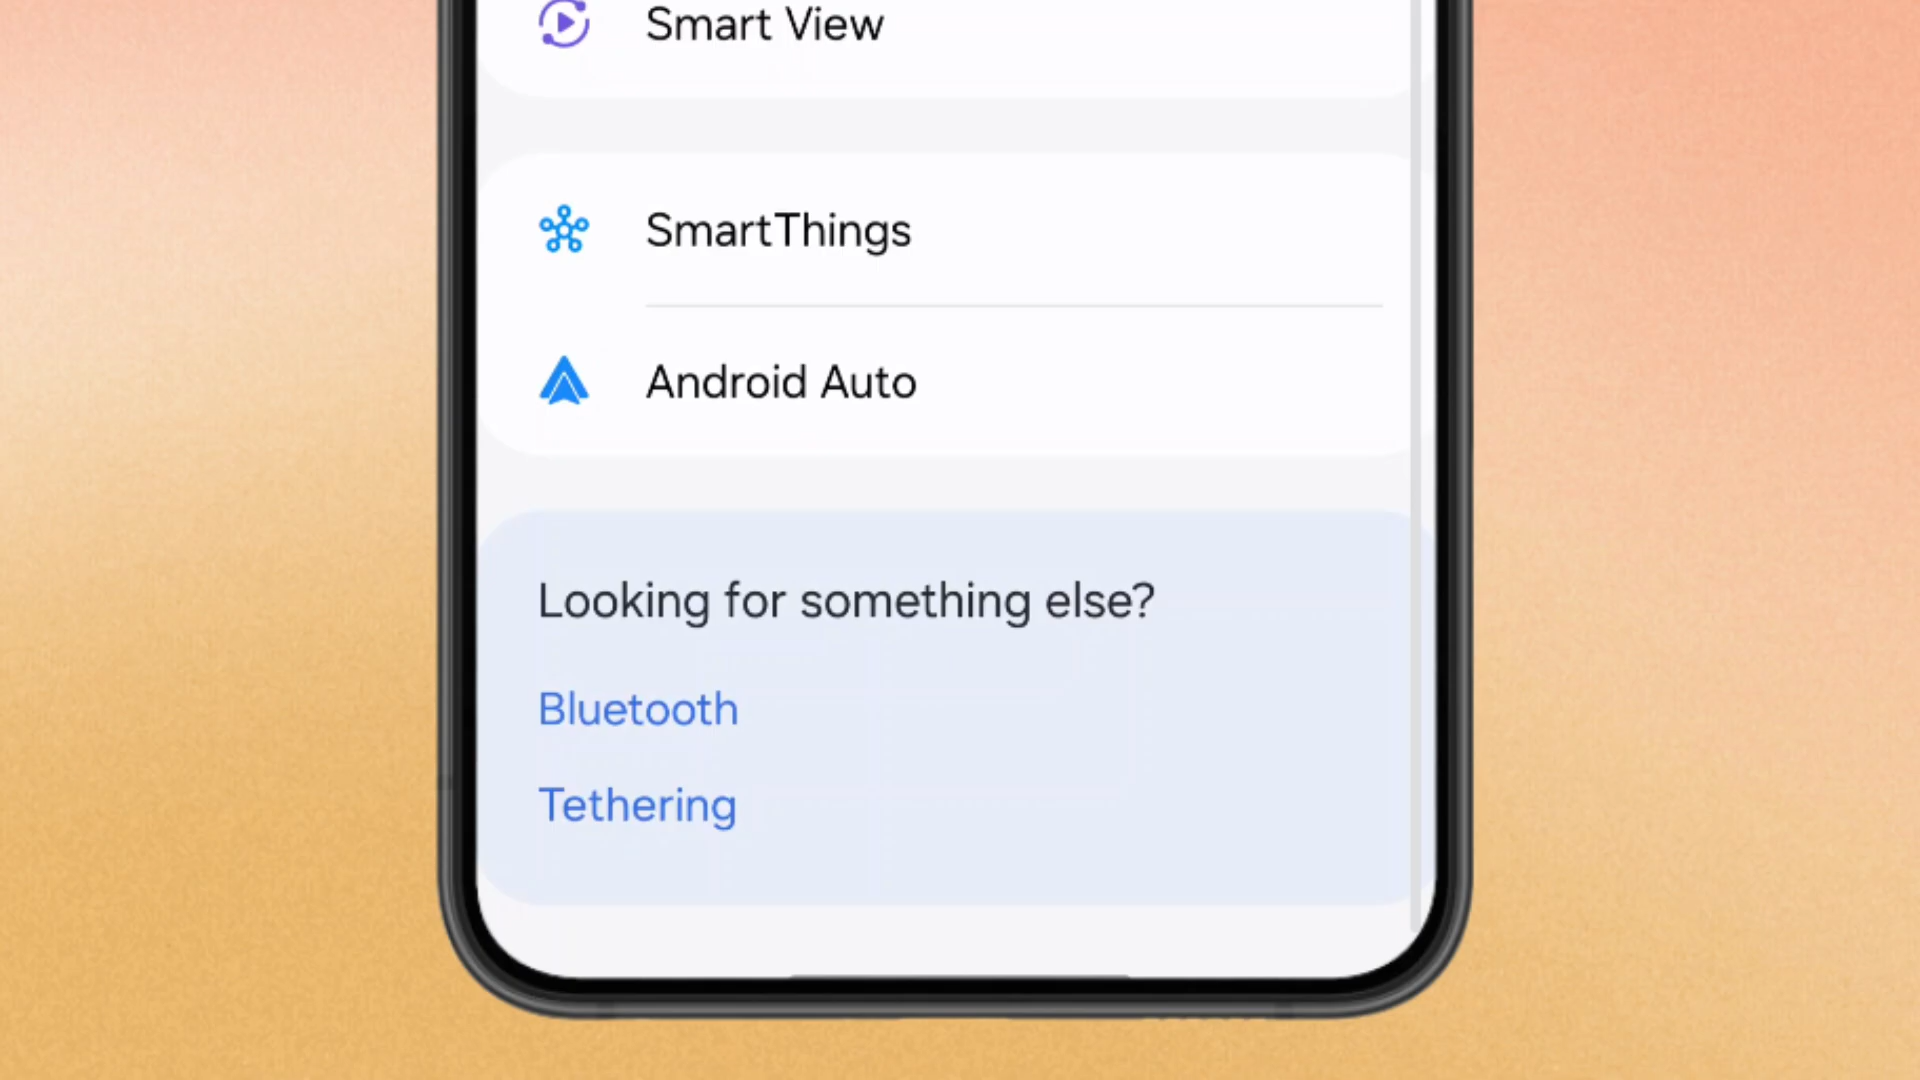 Smart View
SmartThings
Android Auto
Looking for something else?
Bluetooth
Tethering